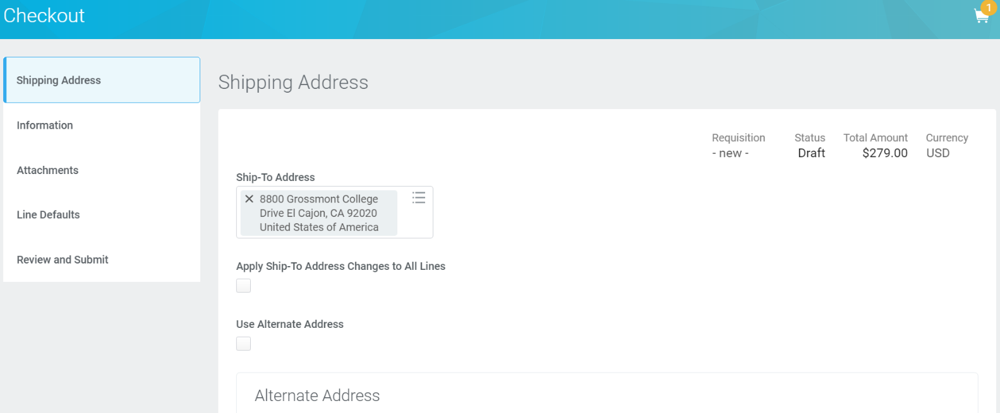 Checkout
1
Shipping Address
Information
Attachments
Line Defaults
Review and Submit
Shipping Address
Requisition Status Total Amount Currency
- new - Draft $279.00 USD
Ship-To Address
8800 Grossmont College
Drive El Cajon, CA 92020
United States of America
Apply Ship-To Address Changes to All Lines
Use Alternate Address
Alternate Address